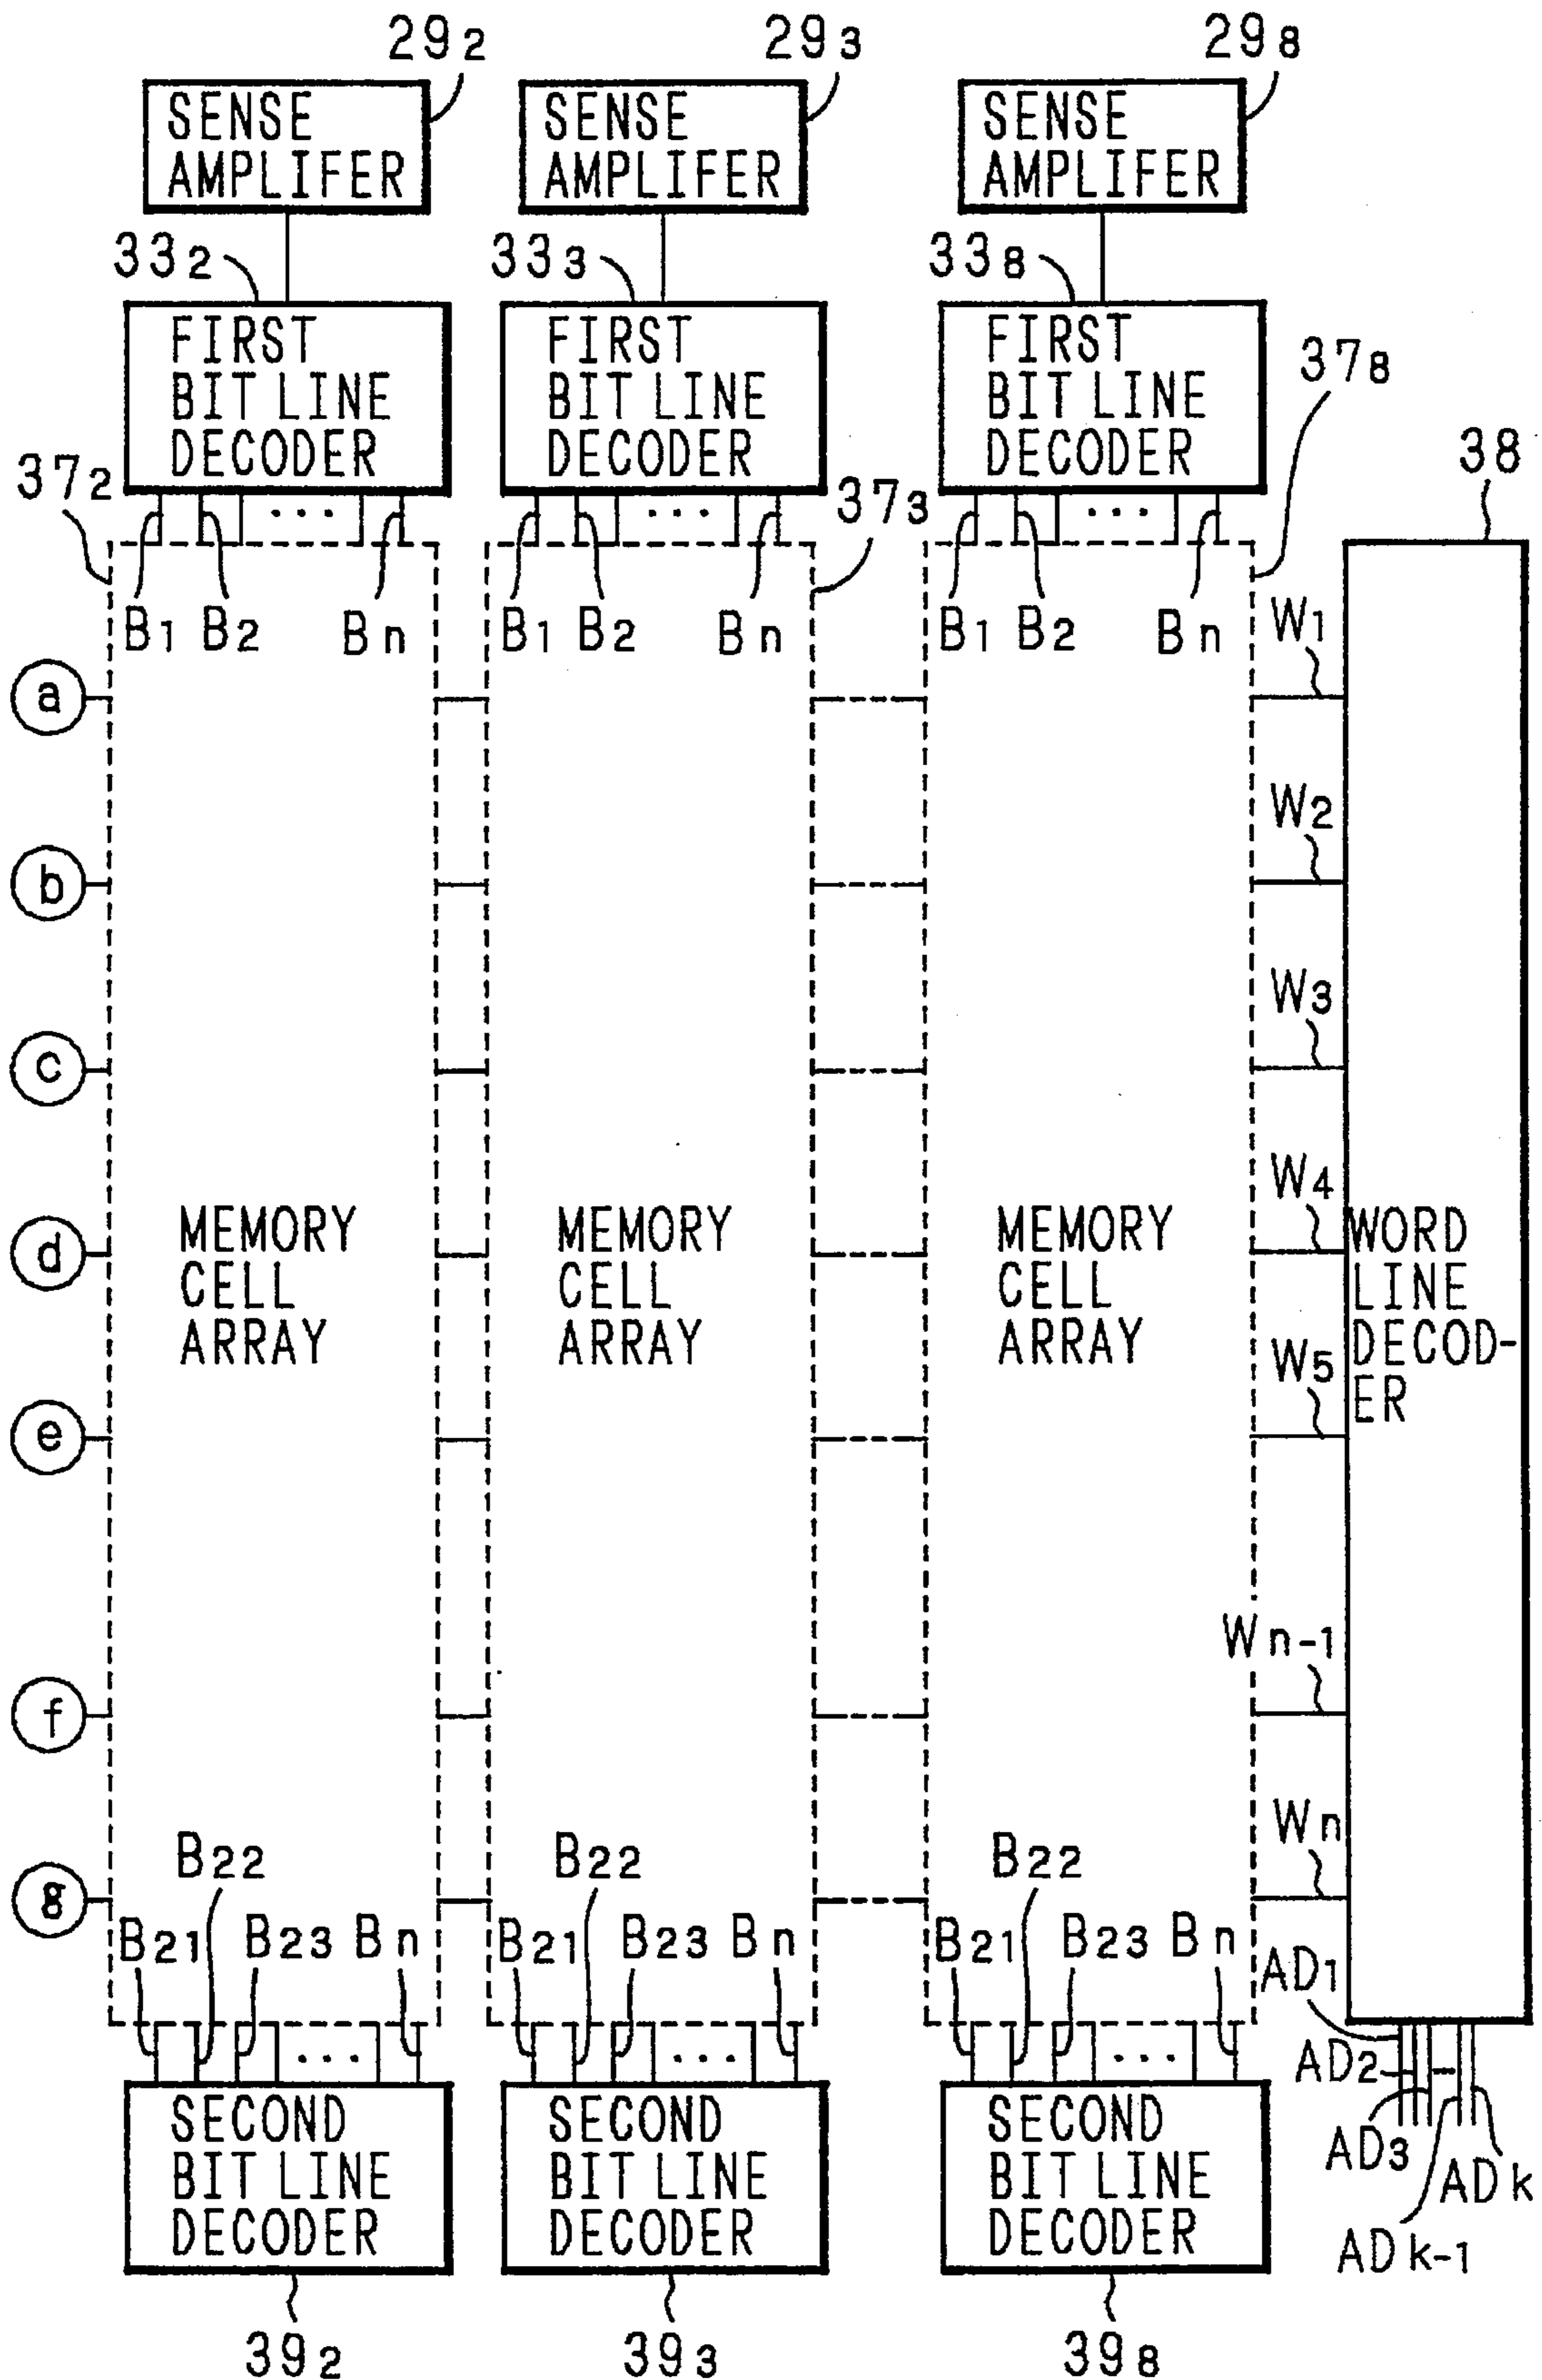 29₂ 29₃ 29₈
SENSE SENSE SENSE
AMPLIFER AMPLIFER AMPLIFER
33₂ 33₃ 33₈
FIRST FIRST FIRST
BIT LINE BIT LINE BIT LINE
DECODER DECODER DECODER
37₂ 37₃ 37₈ 38
... ... ...
B₁ B₂ Bn B₁ B₂ Bn B₁ B₂ Bn
W₁
a
W₂
b
W₃
c
W₄
d
MEMORY MEMORY MEMORY
CELL CELL CELL
ARRAY ARRAY ARRAY
WORD
LINE
DECOD-
ER
W₅
e
Wn-1
f
Wn
g
B₂₂ B₂₂ B₂₂
B₂₁ B₂₃ Bn B₂₁ B₂₃ Bn B₂₁ B₂₃ Bn
... ... ...
AD₁
AD₂ ...
AD₃
ADk
ADk-1
SECOND SECOND SECOND
BIT LINE BIT LINE BIT LINE
DECODER DECODER DECODER
39₂ 39₃ 39₈